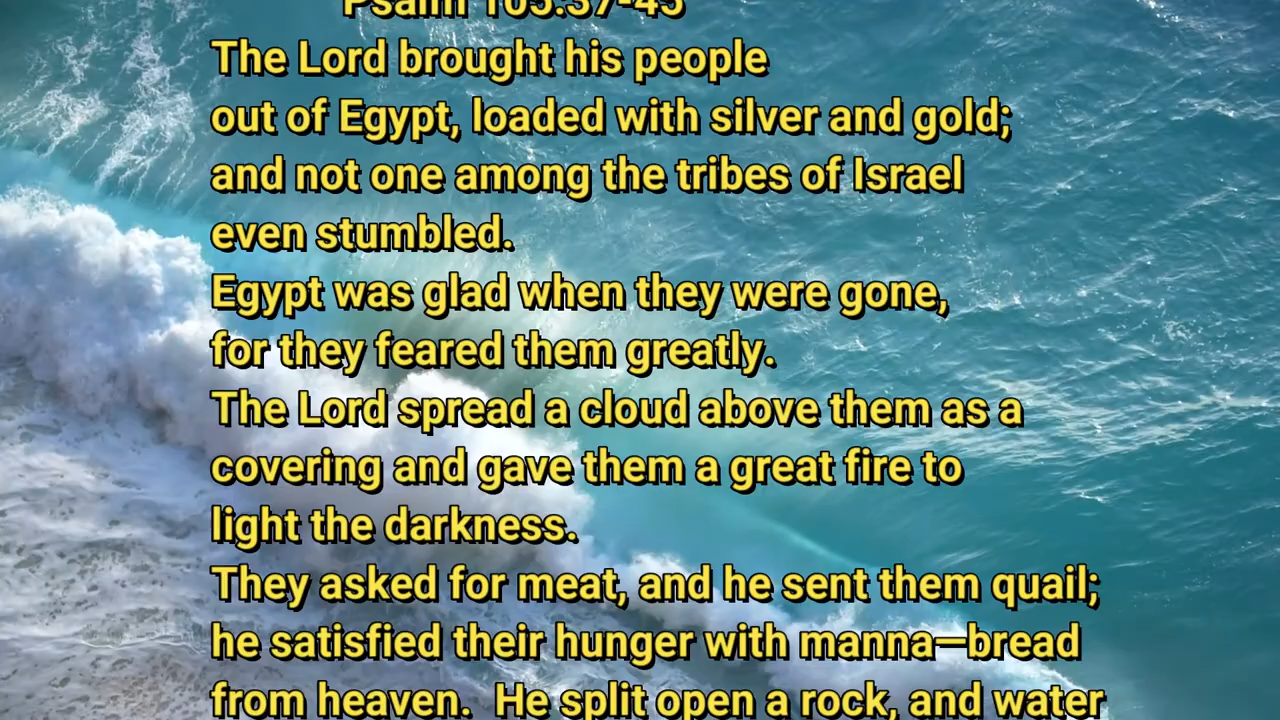 Psalm 105:37-45
The Lord brought his people
out of Egypt, loaded with silver and gold;
and not one among the tribes of Israel
even stumbled.
Egypt was glad when they were gone,
for they feared them greatly.
The Lord spread a cloud above them as a
covering and gave them a great fire to
light the darkness.
They asked for meat, and he sent them quail;
he satisfied their hunger with manna—bread
from heaven.  He split open a rock, and water